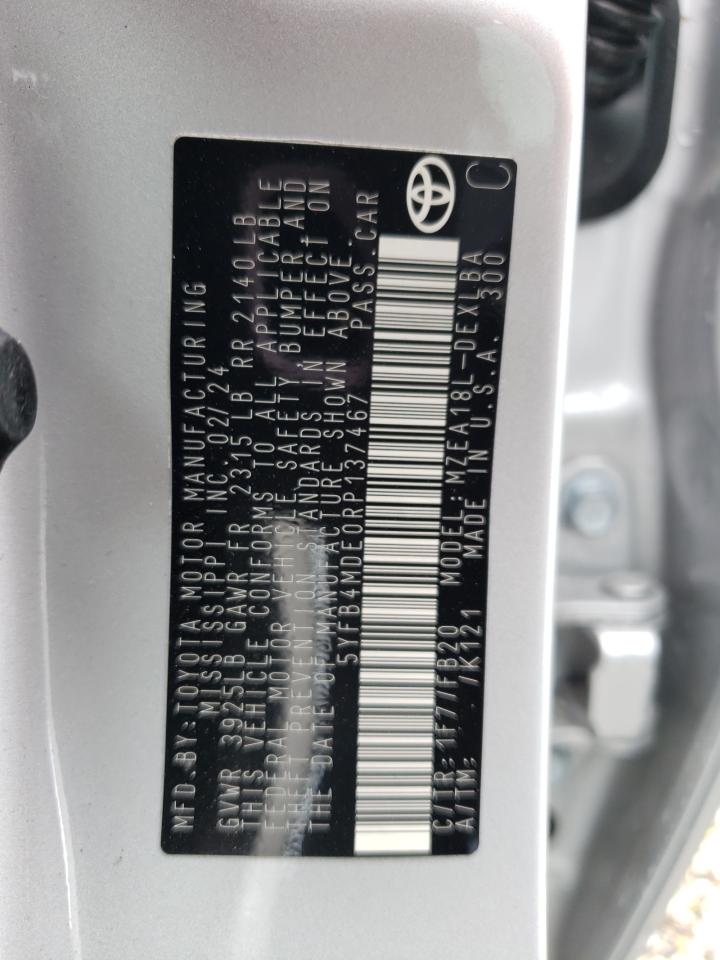 MFD.BY:TOYOTA MOTOR MANUFACTURING
MISSISSIPPI INC.02/24
GVWR 3925LB GAWR FR 2315 LB RR 2140LB
THIS VEHICLE CONFORMS TO ALL APPLICABLE
FEDERAL MOTOR VEHICLE SAFETY BUMPER,AND
THEFT PREVENTION STANDARDS IN EFFECT ON
THE DATE OF MANUFACTURE SHOWN ABOVE.
5YFB4MDE0RP137467 PASS.CAR
C/TR:1F7/FB20 MODEL:MZEA18L-DEXLBA
A/TM: /K121 MADE IN U.S.A. 300
C